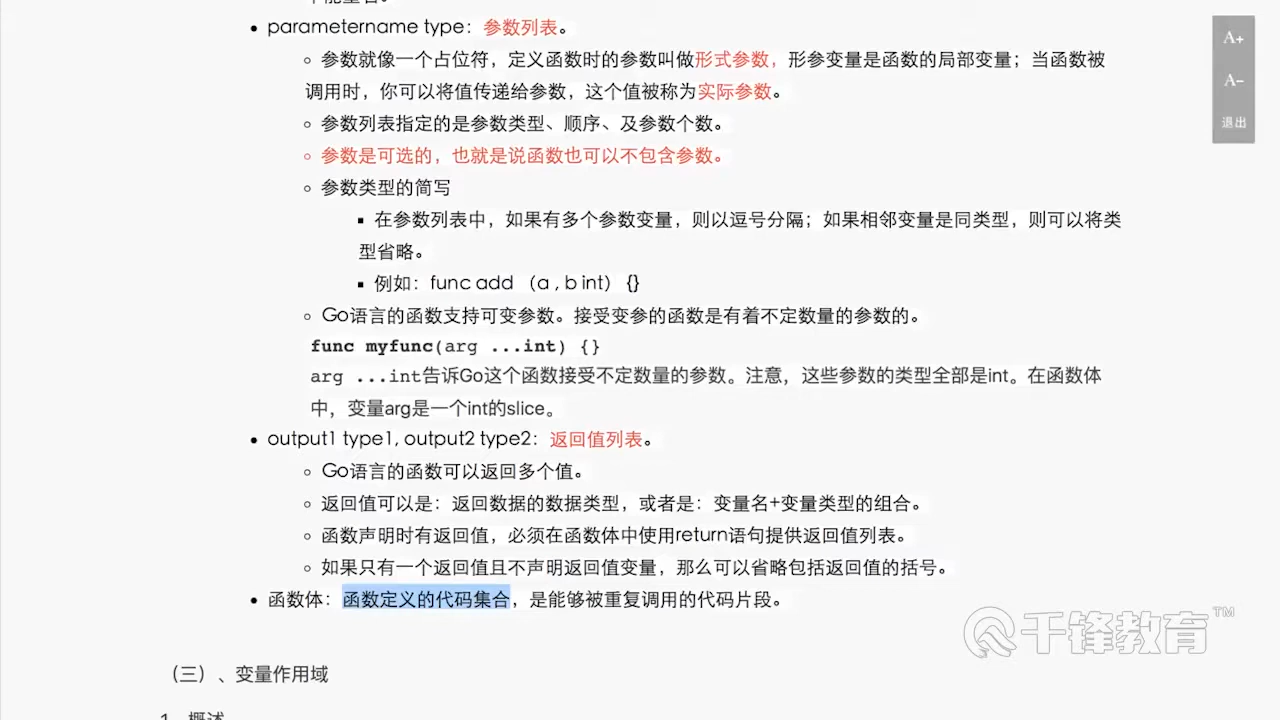 parametername type：参数列表。
参数就像一个占位符，定义函数时的参数叫做形式参数，形参变量是函数的局部变量；当函数被
调用时，你可以将值传递给参数，这个值被称为实际参数。
参数列表指定的是参数类型、顺序、及参数个数。
参数是可选的，也就是说函数也可以不包含参数。
参数类型的简写
在参数列表中，如果有多个参数变量，则以逗号分隔；如果相邻变量是同类型，则可以将类
型省略。
例如：func add （a , b int） {}
Go语言的函数支持可变参数。接受变参的函数是有着不定数量的参数的。
func myfunc(arg ...int) {}
arg ...int告诉Go这个函数接受不定数量的参数。注意，这些参数的类型全部是int。在函数体
中，变量arg是一个int的slice。
output1 type1, output2 type2：返回值列表。
Go语言的函数可以返回多个值。
返回值可以是：返回数据的数据类型，或者是：变量名+变量类型的组合。
函数声明时有返回值，必须在函数体中使用return语句提供返回值列表。
如果只有一个返回值且不声明返回值变量，那么可以省略包括返回值的括号。
函数体：函数定义的代码集合，是能够被重复调用的代码片段。
（三）、变量作用域
1、概述
A+
A-
退出
千锋教育™